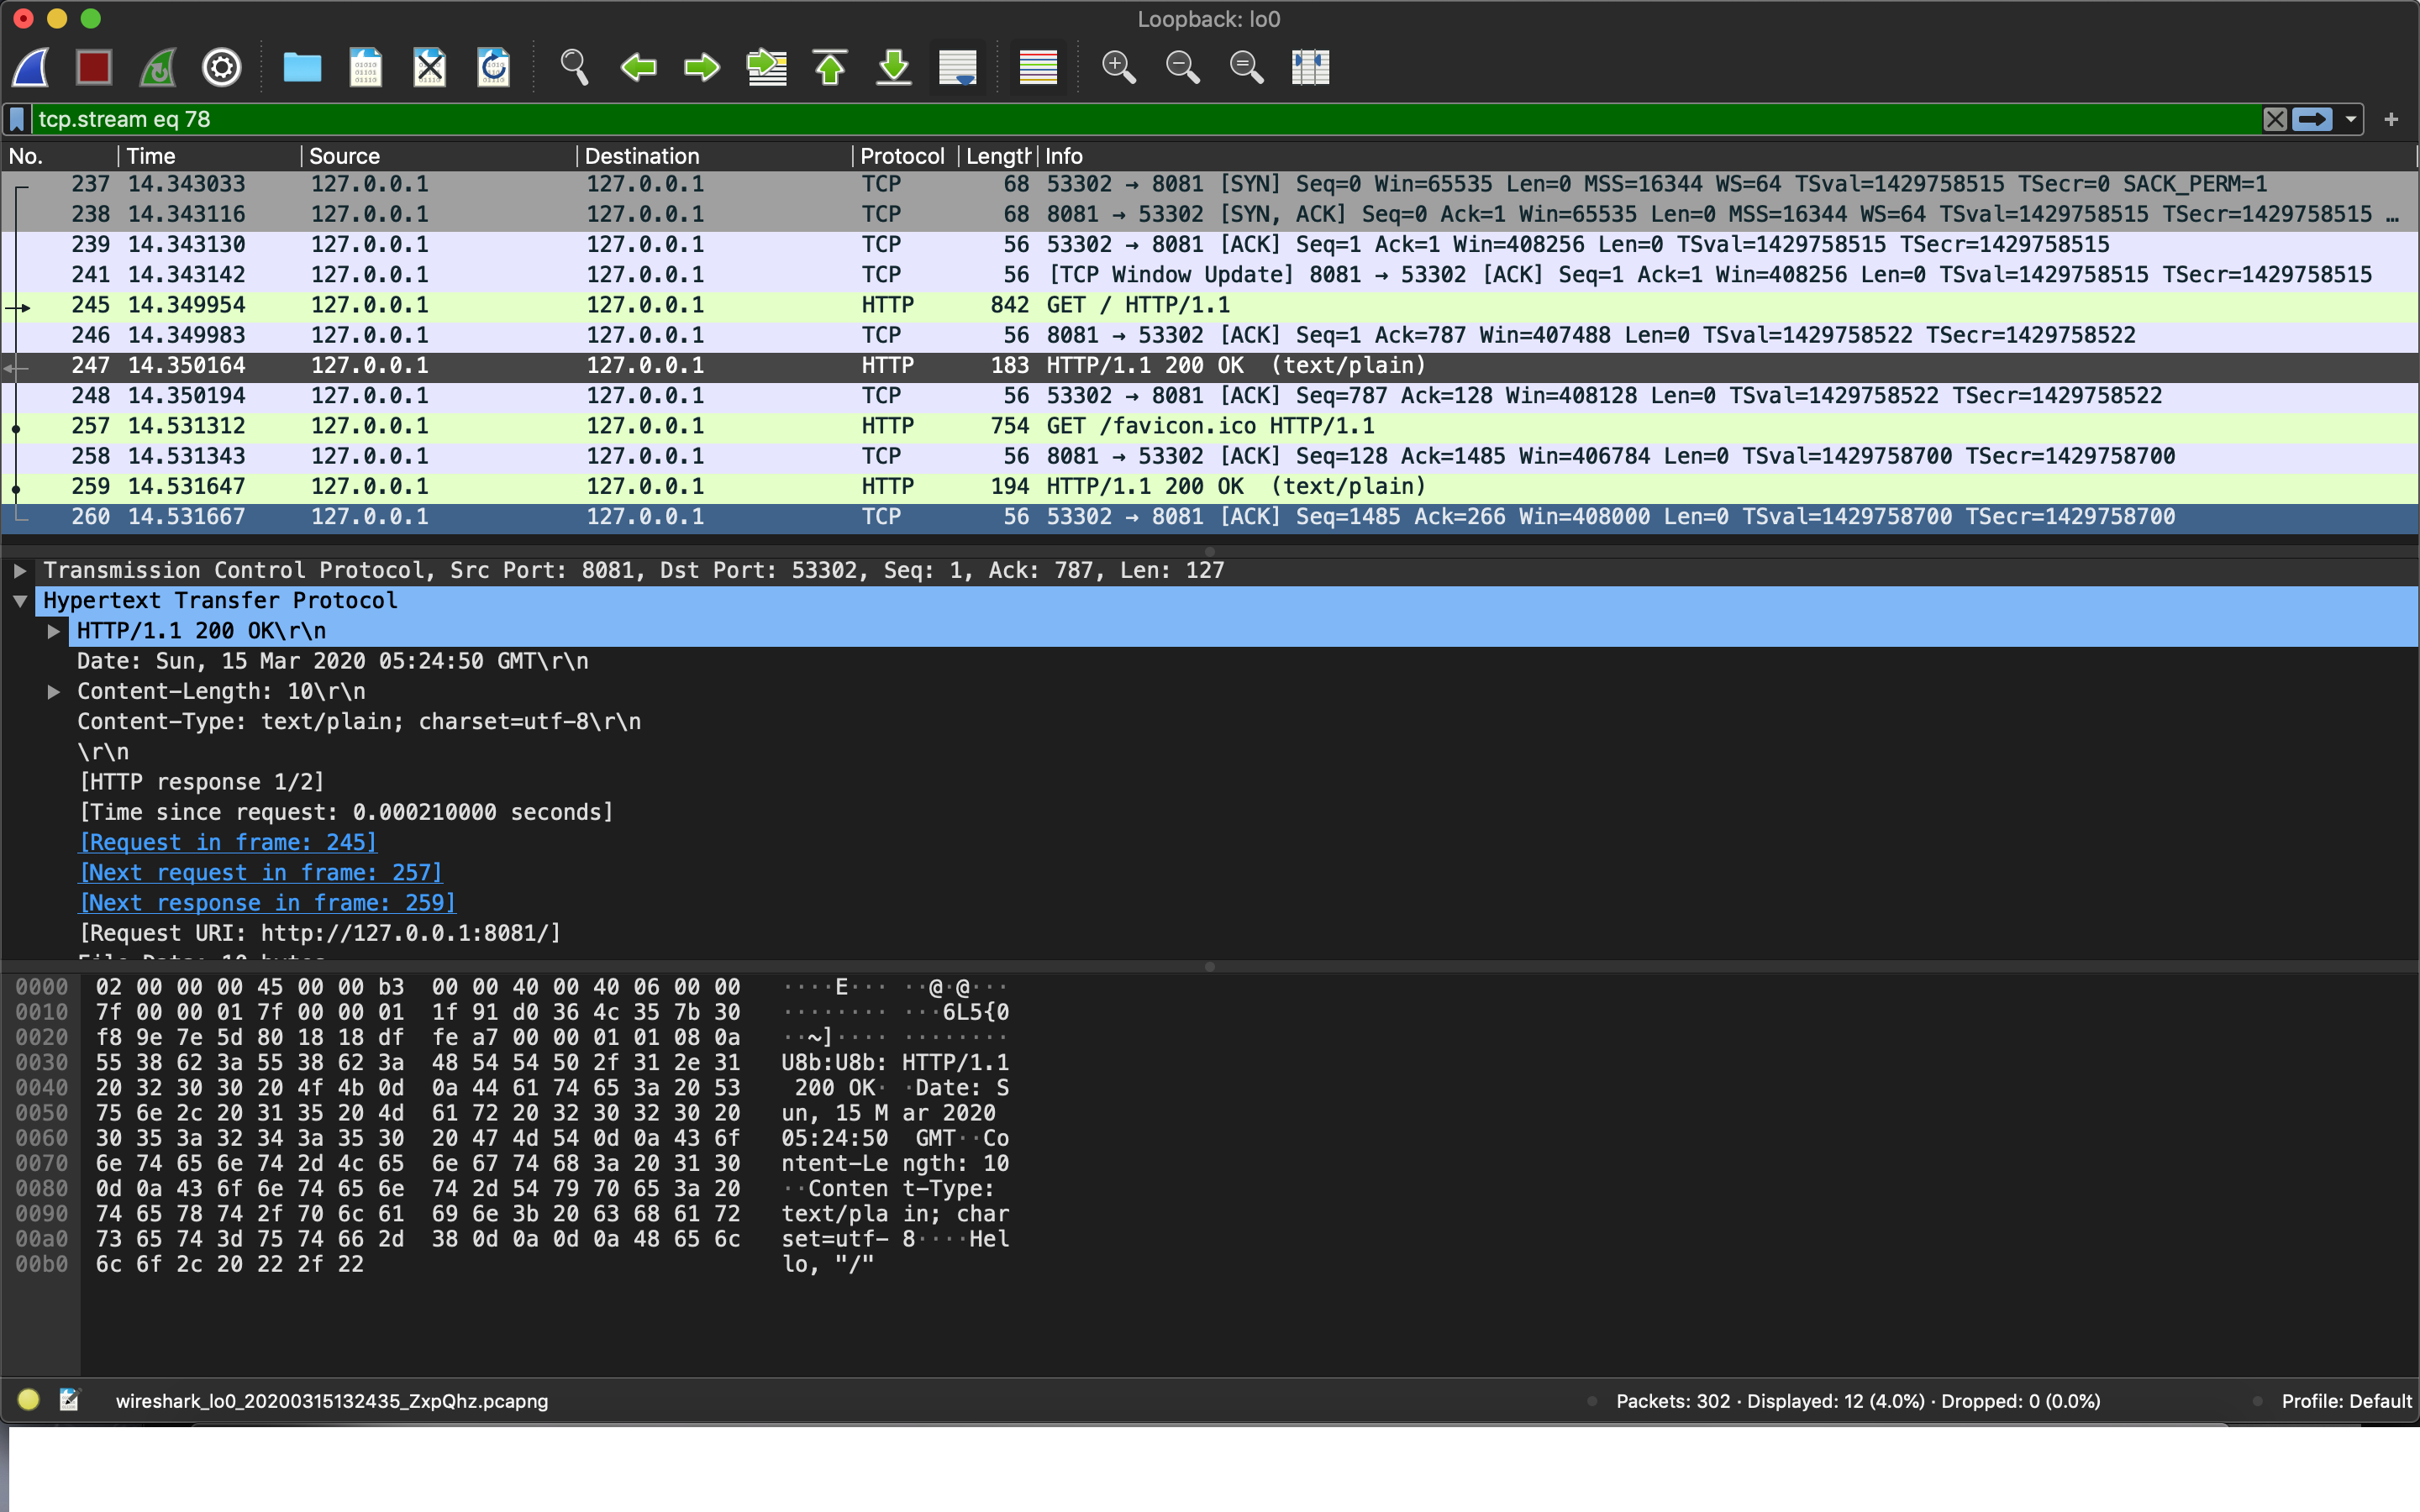 Loopback: lo0
tcp.stream eq 78
No. Time Source Destination Protocol Length Info
237 14.343033 127.0.0.1 127.0.0.1 TCP 68 53302 → 8081 [SYN] Seq=0 Win=65535 Len=0 MSS=16344 WS=64 TSval=1429758515 TSecr=0 SACK_PERM=1
238 14.343116 127.0.0.1 127.0.0.1 TCP 68 8081 → 53302 [SYN, ACK] Seq=0 Ack=1 Win=65535 Len=0 MSS=16344 WS=64 TSval=1429758515 TSecr=1429758515 …
239 14.343130 127.0.0.1 127.0.0.1 TCP 56 53302 → 8081 [ACK] Seq=1 Ack=1 Win=408256 Len=0 TSval=1429758515 TSecr=1429758515
241 14.343142 127.0.0.1 127.0.0.1 TCP 56 [TCP Window Update] 8081 → 53302 [ACK] Seq=1 Ack=1 Win=408256 Len=0 TSval=1429758515 TSecr=1429758515
245 14.349954 127.0.0.1 127.0.0.1 HTTP 842 GET / HTTP/1.1
246 14.349983 127.0.0.1 127.0.0.1 TCP 56 8081 → 53302 [ACK] Seq=1 Ack=787 Win=407488 Len=0 TSval=1429758522 TSecr=1429758522
247 14.350164 127.0.0.1 127.0.0.1 HTTP 183 HTTP/1.1 200 OK  (text/plain)
248 14.350194 127.0.0.1 127.0.0.1 TCP 56 53302 → 8081 [ACK] Seq=787 Ack=128 Win=408128 Len=0 TSval=1429758522 TSecr=1429758522
257 14.531312 127.0.0.1 127.0.0.1 HTTP 754 GET /favicon.ico HTTP/1.1
258 14.531343 127.0.0.1 127.0.0.1 TCP 56 8081 → 53302 [ACK] Seq=128 Ack=1485 Win=406784 Len=0 TSval=1429758700 TSecr=1429758700
259 14.531647 127.0.0.1 127.0.0.1 HTTP 194 HTTP/1.1 200 OK  (text/plain)
260 14.531667 127.0.0.1 127.0.0.1 TCP 56 53302 → 8081 [ACK] Seq=1485 Ack=266 Win=408000 Len=0 TSval=1429758700 TSecr=1429758700
Transmission Control Protocol, Src Port: 8081, Dst Port: 53302, Seq: 1, Ack: 787, Len: 127
Hypertext Transfer Protocol
HTTP/1.1 200 OK\r\n
Date: Sun, 15 Mar 2020 05:24:50 GMT\r\n
Content-Length: 10\r\n
Content-Type: text/plain; charset=utf-8\r\n
\r\n
[HTTP response 1/2]
[Time since request: 0.000210000 seconds]
[Request in frame: 245]
[Next request in frame: 257]
[Next response in frame: 259]
[Request URI: http://127.0.0.1:8081/]
File Data: 10 bytes
0000 02 00 00 00 45 00 00 b3 00 00 40 00 40 06 00 00 ····E··· ··@·@···
0010 7f 00 00 01 7f 00 00 01 1f 91 d0 36 4c 35 7b 30 ········ ···6L5{0
0020 f8 9e 7e 5d 80 18 18 df fe a7 00 00 01 01 08 0a ··~]···· ········
0030 55 38 62 3a 55 38 62 3a 48 54 54 50 2f 31 2e 31 U8b:U8b: HTTP/1.1
0040 20 32 30 30 20 4f 4b 0d 0a 44 61 74 65 3a 20 53 200 OK· ·Date: S
0050 75 6e 2c 20 31 35 20 4d 61 72 20 32 30 32 30 20 un, 15 M ar 2020
0060 30 35 3a 32 34 3a 35 30 20 47 4d 54 0d 0a 43 6f 05:24:50  GMT··Co
0070 6e 74 65 6e 74 2d 4c 65 6e 67 74 68 3a 20 31 30 ntent-Le ngth: 10
0080 0d 0a 43 6f 6e 74 65 6e 74 2d 54 79 70 65 3a 20 ··Conten t-Type:
0090 74 65 78 74 2f 70 6c 61 69 6e 3b 20 63 68 61 72 text/pla in; char
00a0 73 65 74 3d 75 74 66 2d 38 0d 0a 0d 0a 48 65 6c set=utf- 8····Hel
00b0 6c 6f 2c 20 22 2f 22 lo, "/"
wireshark_lo0_20200315132435_ZxpQhz.pcapng
Packets: 302 · Displayed: 12 (4.0%) · Dropped: 0 (0.0%)
Profile: Default